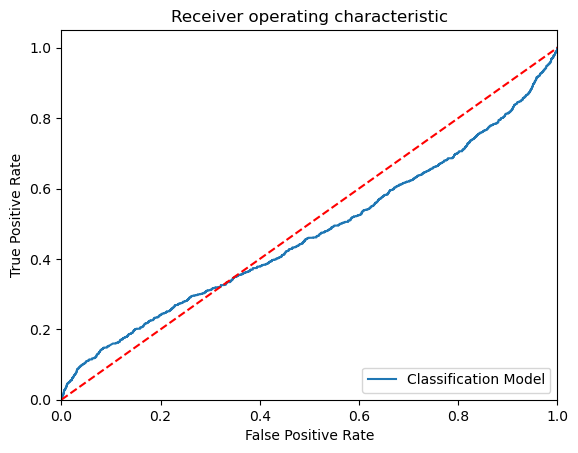 Receiver operating characteristic
1.0
0.8
0.6
0.4
0.2
0.0
True Positive Rate
Classification Model
0.0 0.2 0.4 0.6 0.8 1.0
False Positive Rate